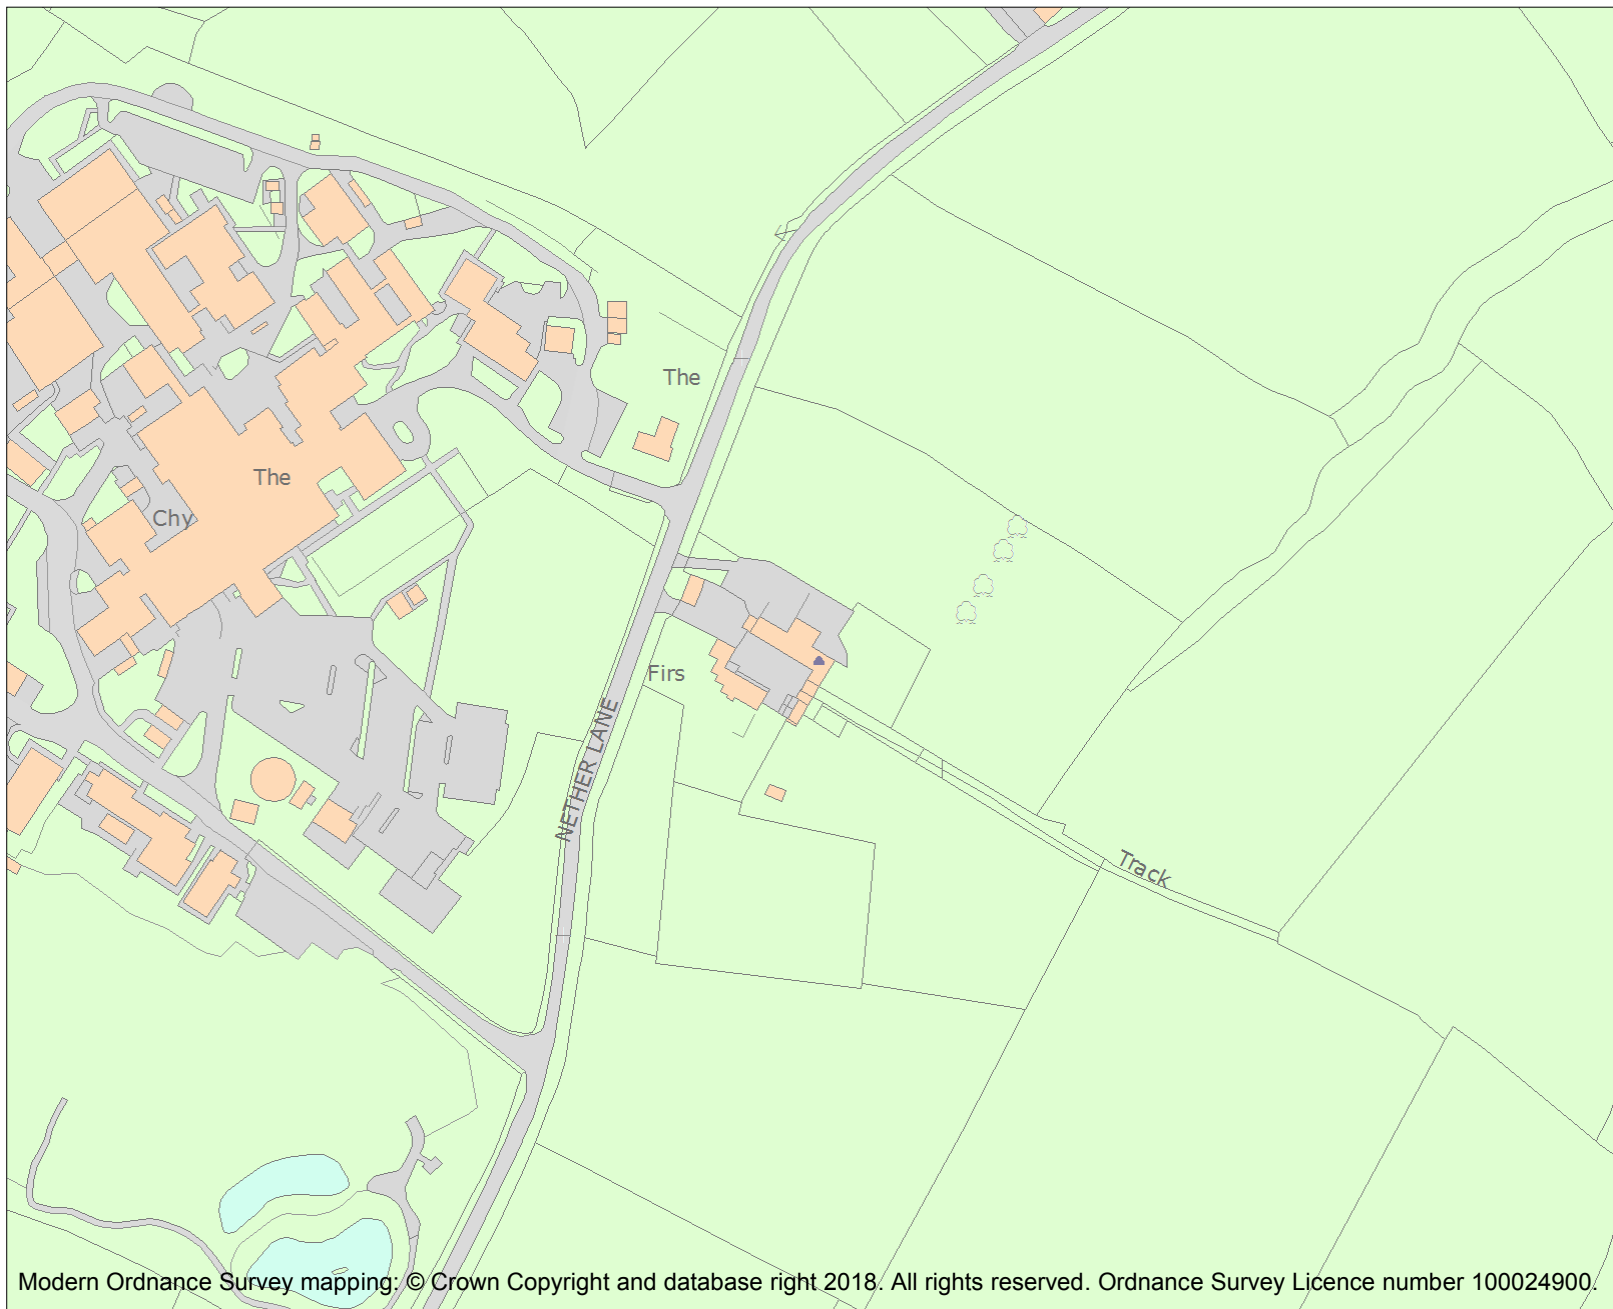 The
The
Chy
Firs
NETHER LANE
Track
Modern Ordnance Survey mapping: © Crown Copyright and database right 2018. All rights reserved. Ordnance Survey Licence number 100024900.